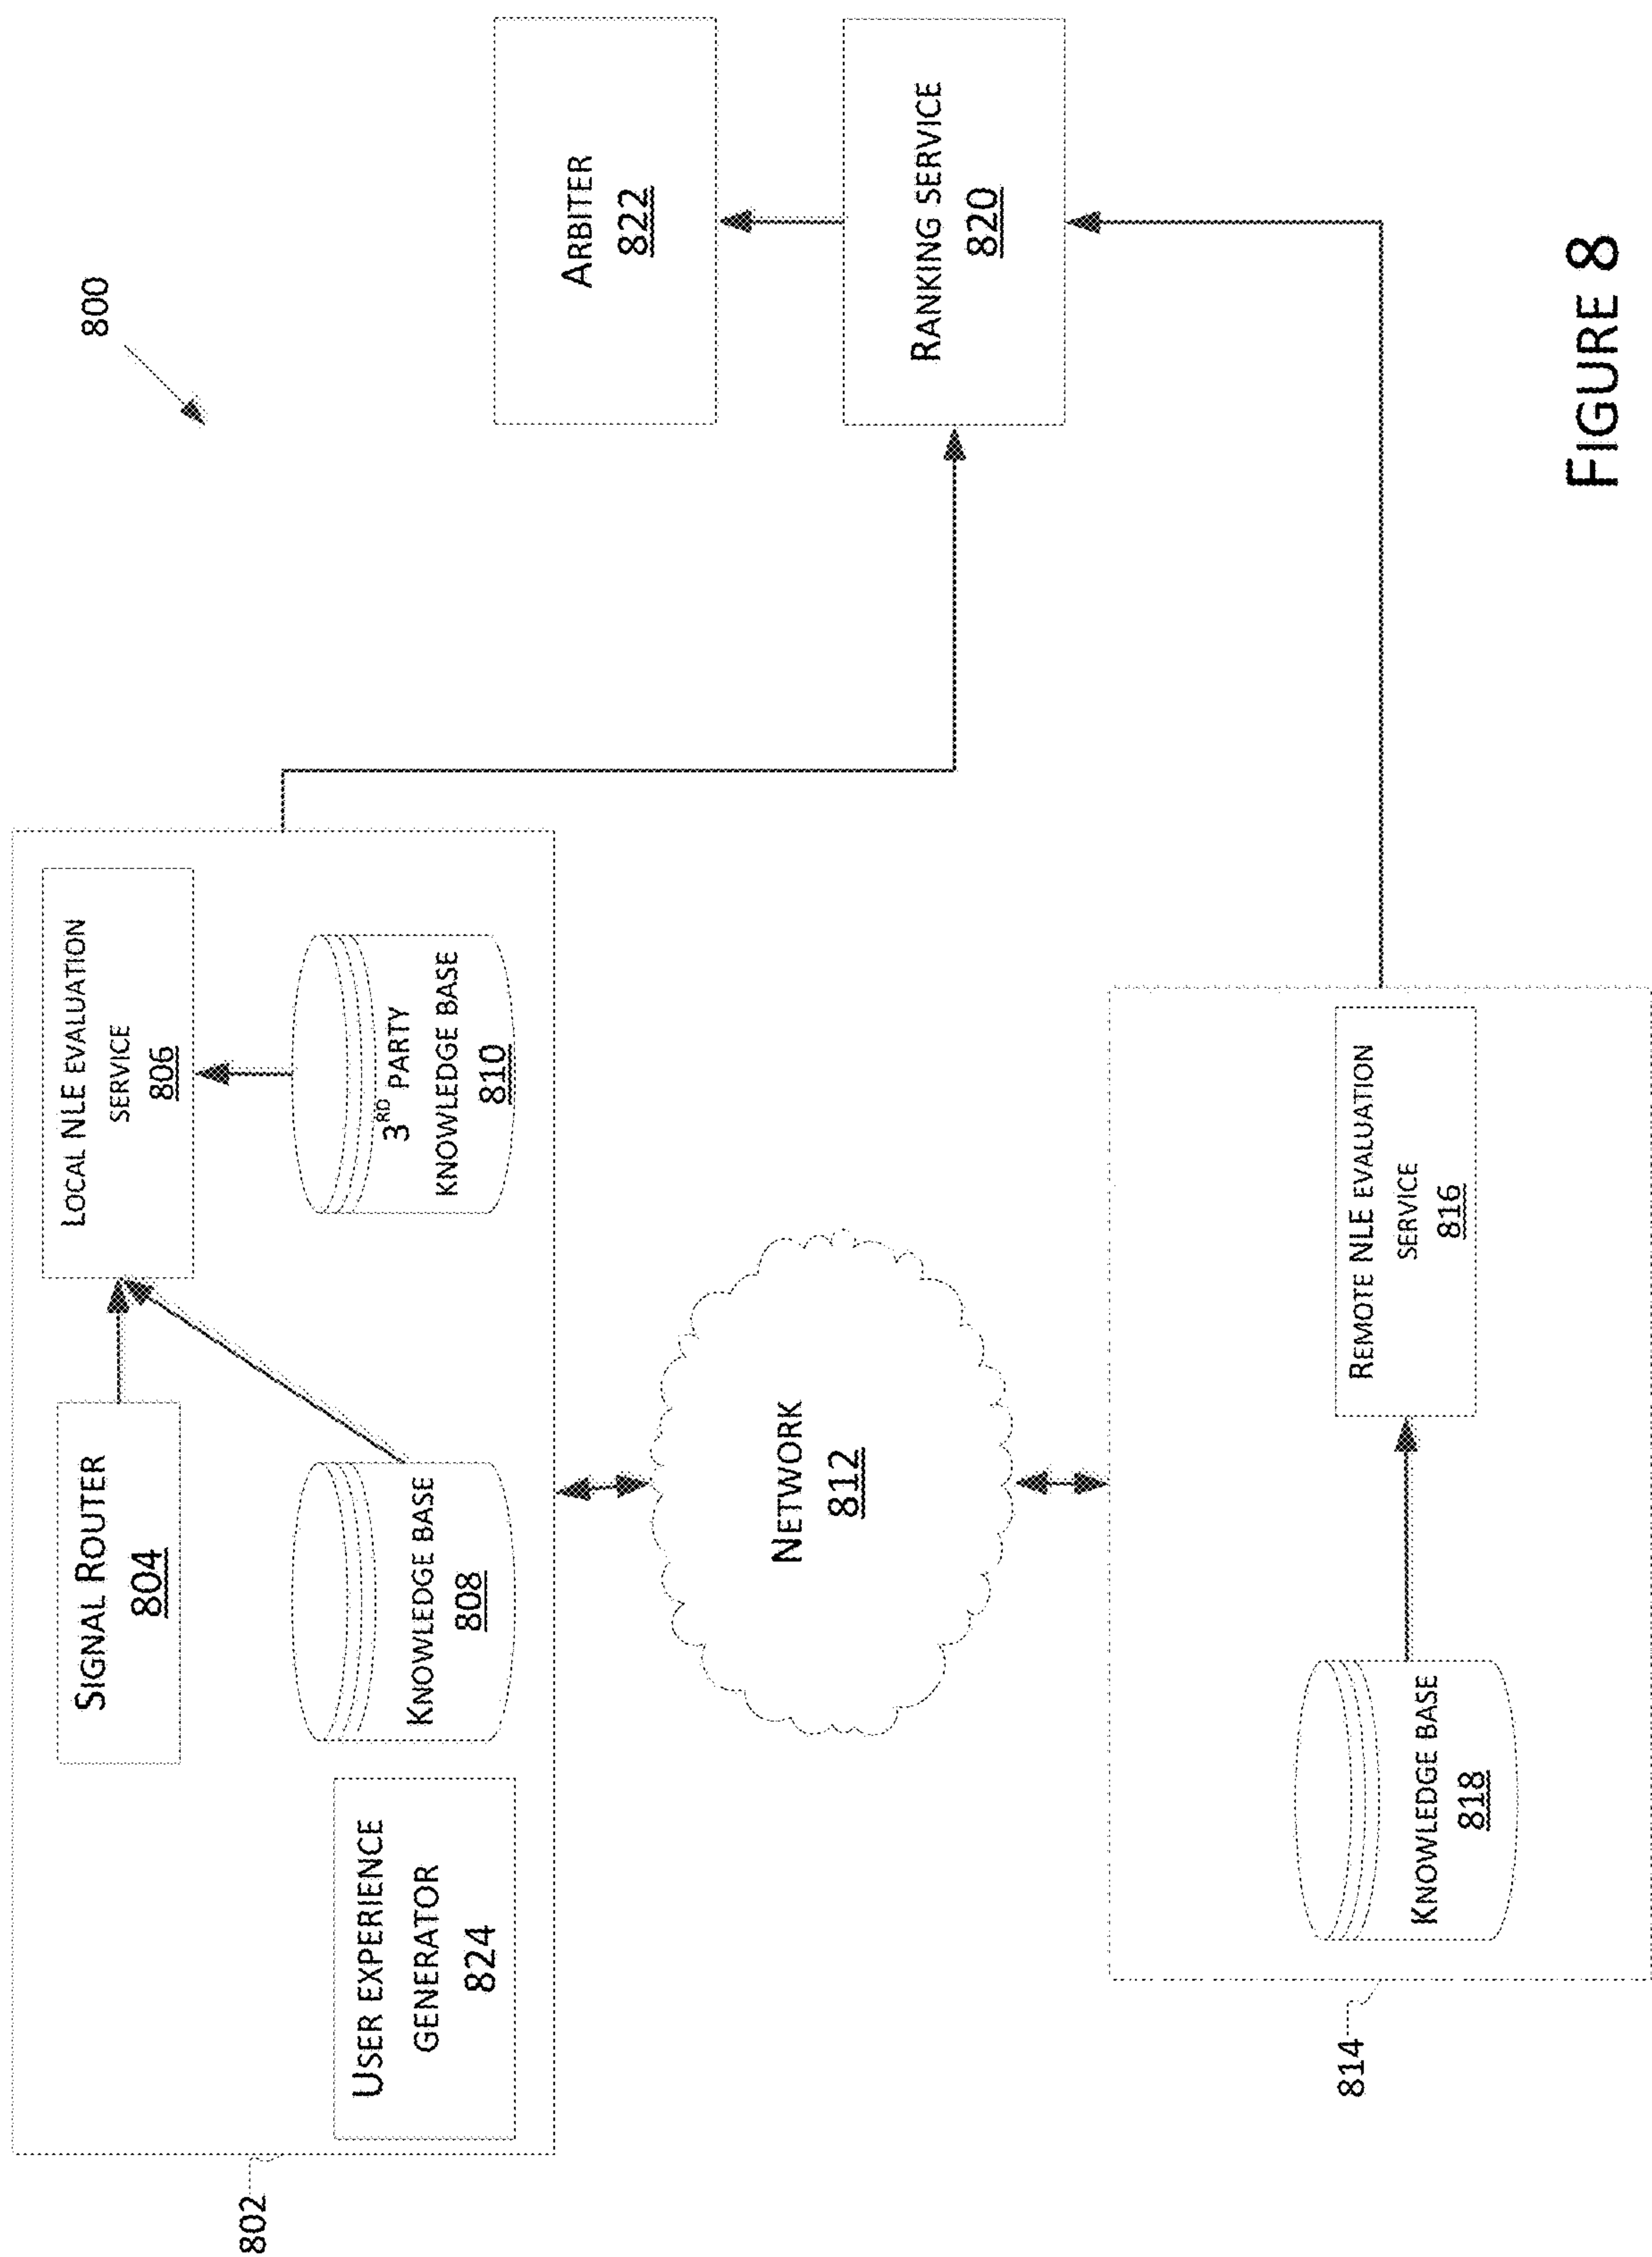 800
802
SIGNAL ROUTER
804
LOCAL NLE EVALUATION
SERVICE
806
USER EXPERIENCE
GENERATOR
824
KNOWLEDGE BASE
808
3RD PARTY
KNOWLEDGE BASE
810
ARBITER
822
NETWORK
812
RANKING SERVICE
820
814
KNOWLEDGE BASE
818
REMOTE NLE EVALUATION
SERVICE
816
FIGURE 8